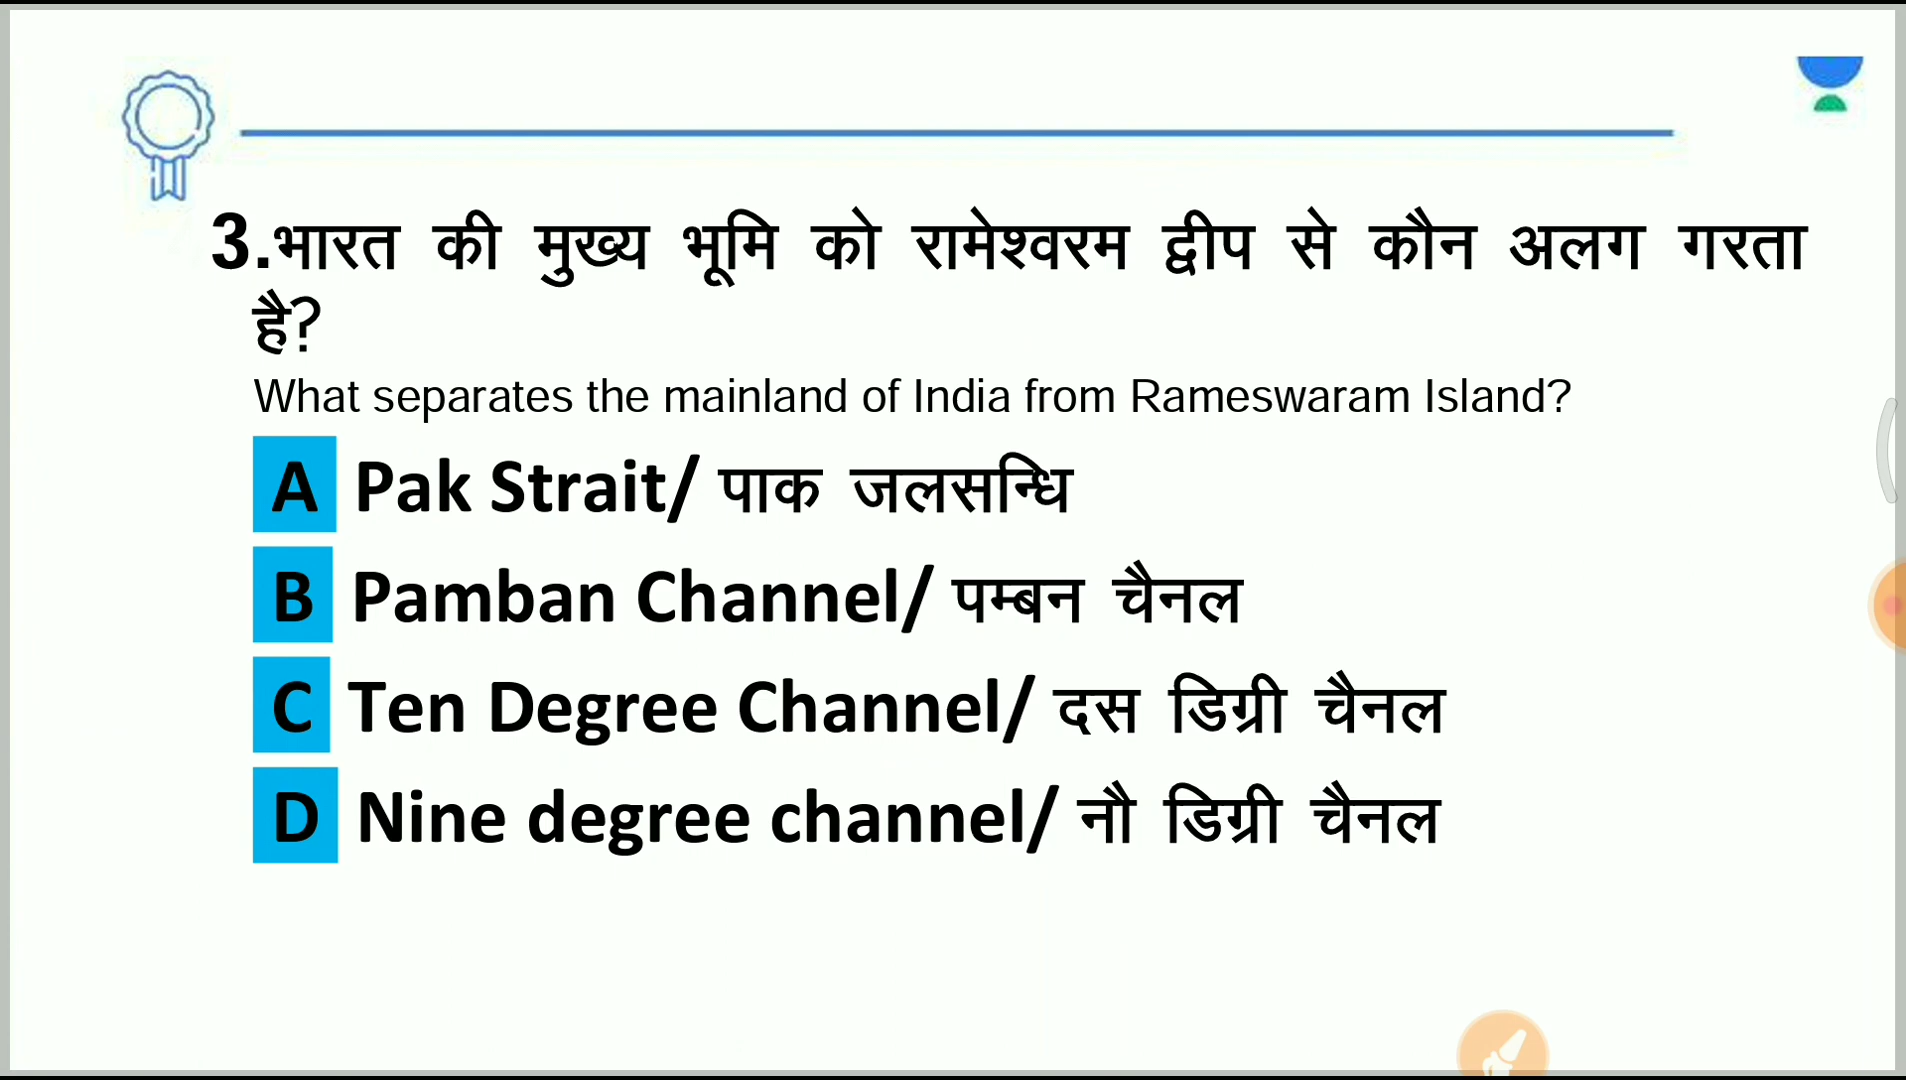 3.भारत की मुख्य भूमि को रामेश्वरम द्वीप से कौन अलग गरता
है?
What separates the mainland of India from Rameswaram Island?
A Pak Strait/ पाक जलसन्धि
B Pamban Channel/ पम्बन चैनल
C Ten Degree Channel/ दस डिग्री चैनल
D Nine degree channel/ नौ डिग्री चैनल